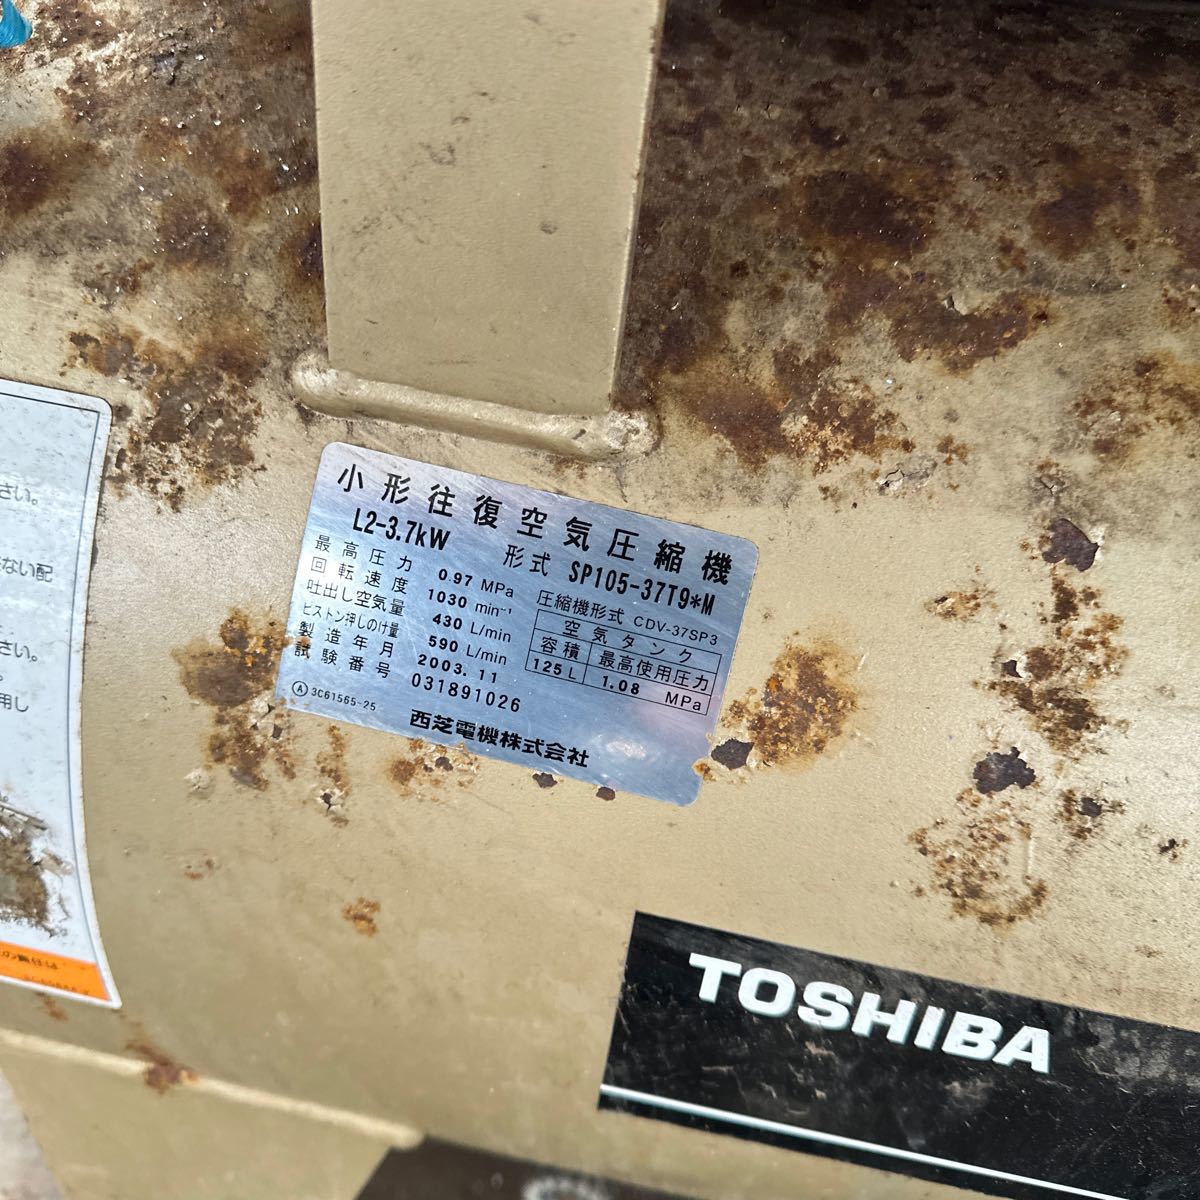 小形往復空気圧縮機
L2-3.7kW 形式 SP105-37T9*M
最高圧力 0.97 MPa
回転速度 1030 min⁻¹
吐出し空気量 430 L/min
ピストン押しのけ量 590 L/min
製造年月 2003.11
試験番号 031891026
圧縮機形式 CDV-37SP3
空気タンク
容積 最高使用圧力
125L 1.08 MPa
Ⓐ 3C61565-25
西芝電機株式会社
TOSHIBA
さい。
ない配
さい。
用し